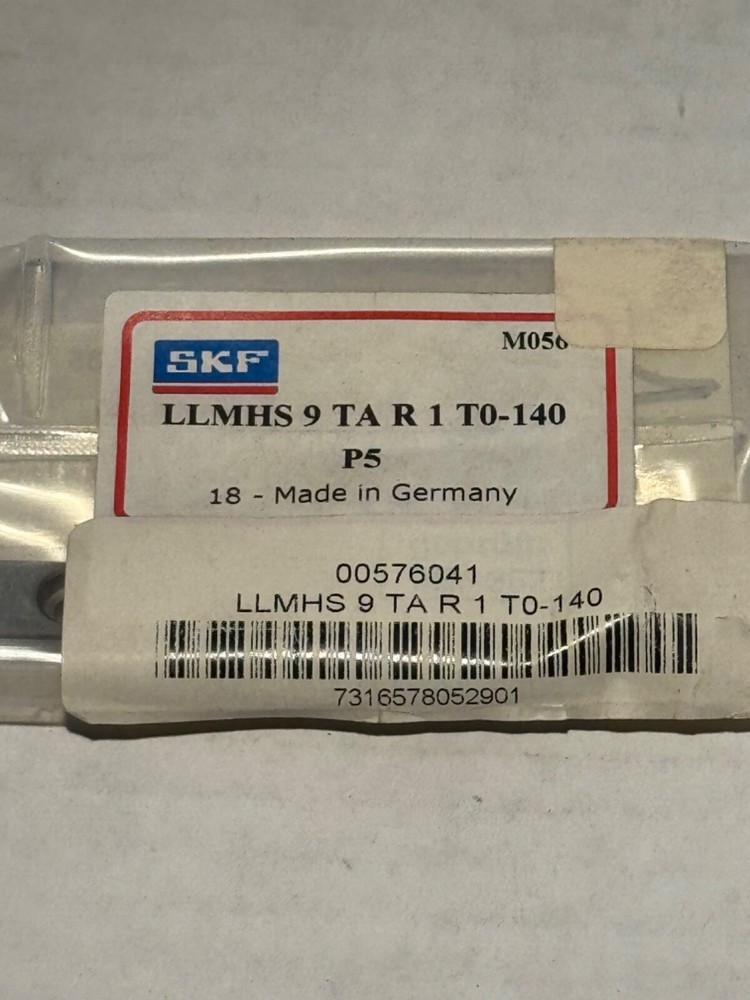 M056
SKF
LLMHS 9 TA R 1 T0-140
P5
18 - Made in Germany
00576041
LLMHS 9 TA R 1 T0-140
7316578052901